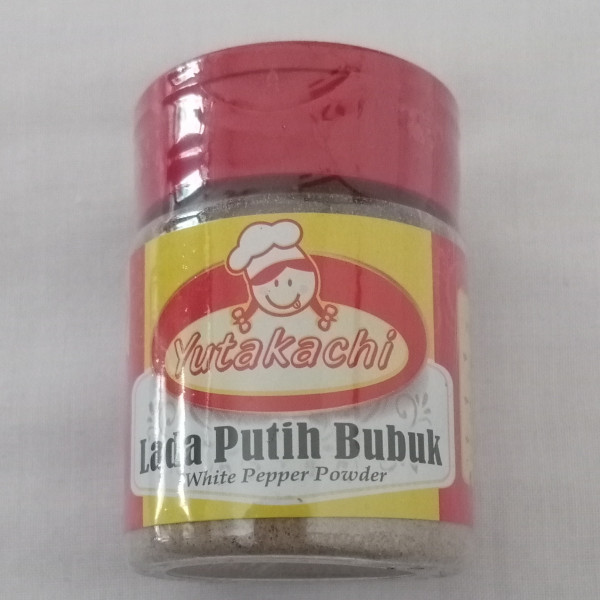 Yutakachi
Lada Putih Bubuk
White Pepper Powder